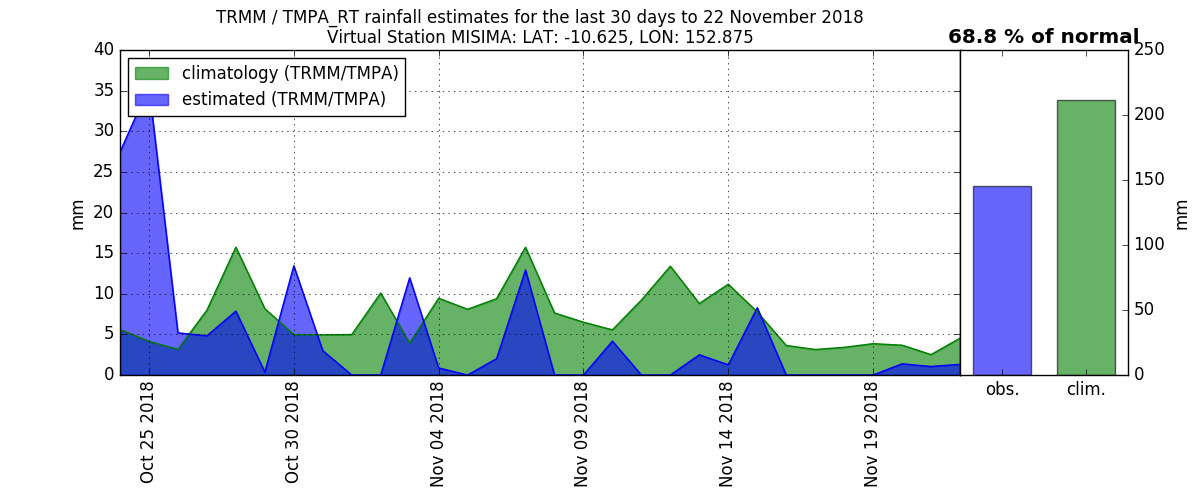 TRMM / TMPA_RT rainfall estimates for the last 30 days to 22 November 2018
Virtual Station MISIMA: LAT: -10.625, LON: 152.875
68.8 % of normal
climatology (TRMM/TMPA)
estimated (TRMM/TMPA)
mm
40
35
30
25
20
15
10
5
0
Oct 25 2018
Oct 30 2018
Nov 04 2018
Nov 09 2018
Nov 14 2018
Nov 19 2018
obs.
clim.
250
200
150
100
50
0
mm